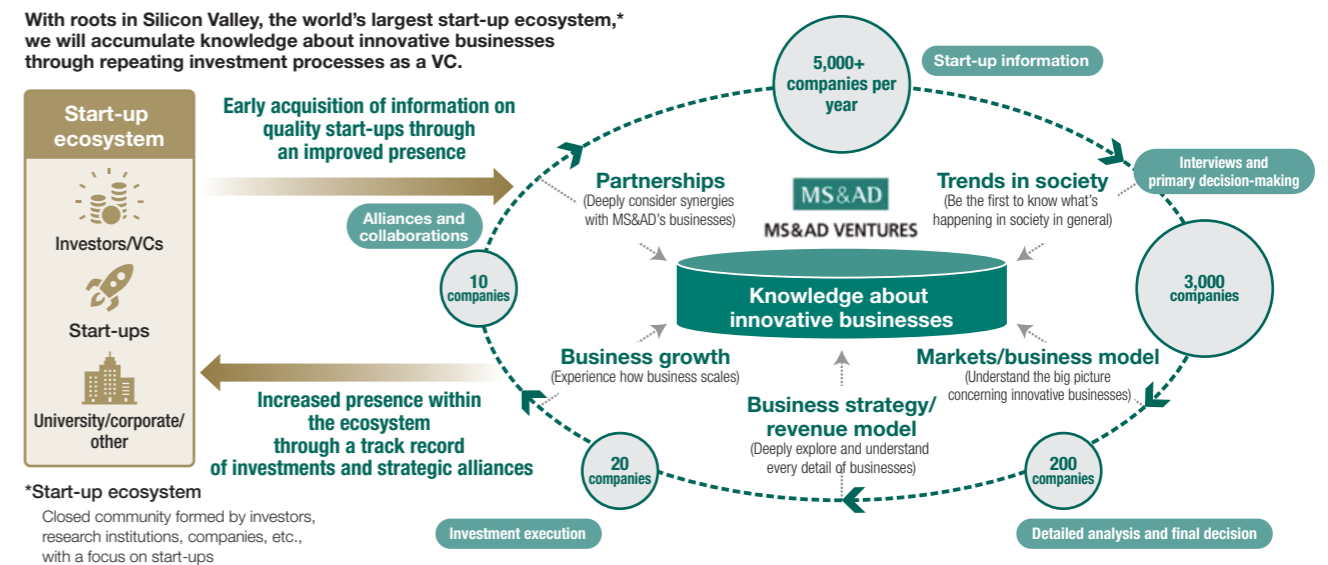 With roots in Silicon Valley, the world's largest start-up ecosystem,*
we will accumulate knowledge about innovative businesses
through repeating investment processes as a VC.
Start-up
ecosystem
Investors/VCs
Start-ups
University/corporate/
other
*Start-up ecosystem
Closed community formed by investors,
research institutions, companies, etc.,
with a focus on start-ups
Early acquisition of information on
quality start-ups through
an improved presence
Increased presence within
the ecosystem
through a track record
of investments and strategic alliances
5,000+
companies per
year
Start-up information
Interviews and
primary decision-making
3,000
companies
200
companies
Detailed analysis and final decision
20
companies
Investment execution
10
companies
Alliances and
collaborations
Partnerships
(Deeply consider synergies
with MS&AD's businesses)
MS&AD
MS&AD VENTURES
Trends in society
(Be the first to know what's
happening in society in general)
Knowledge about
innovative businesses
Business growth
(Experience how business scales)
Business strategy/
revenue model
(Deeply explore and understand
every detail of businesses)
Markets/business model
(Understand the big picture
concerning innovative businesses)